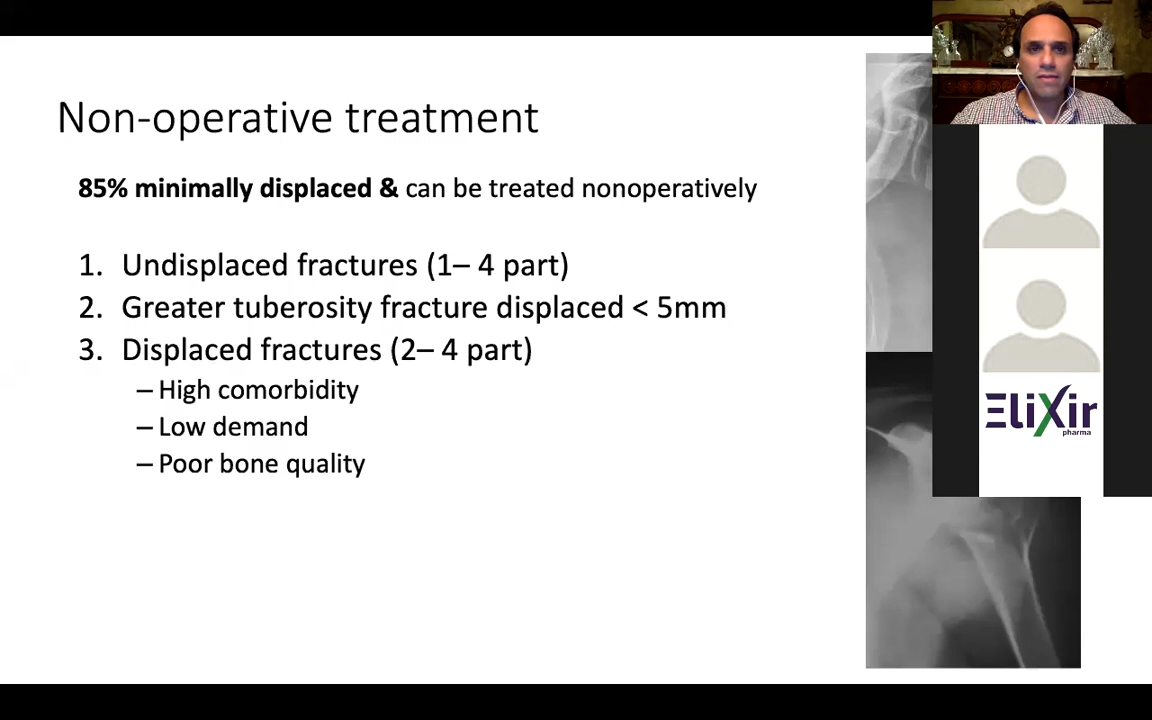 Non-operative treatment
85% minimally displaced & can be treated nonoperatively
1. Undisplaced fractures (1– 4 part)
2. Greater tuberosity fracture displaced < 5mm
3. Displaced fractures (2– 4 part)
– High comorbidity
– Low demand
– Poor bone quality
EliXir
pharma